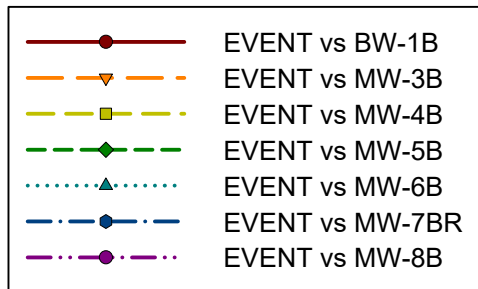 EVENT vs BW-1B
EVENT vs MW-3B
EVENT vs MW-4B
EVENT vs MW-5B
EVENT vs MW-6B
EVENT vs MW-7BR
EVENT vs MW-8B